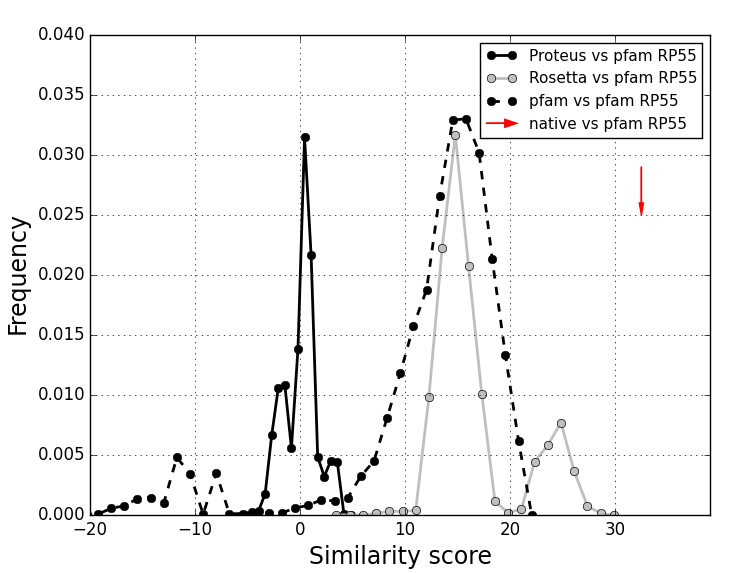 0.040
0.035
0.030
0.025
0.020
0.015
0.010
0.005
0.000
−20 −10 0 10 20 30
Frequency
Similarity score
Proteus vs pfam RP55
Rosetta vs pfam RP55
pfam vs pfam RP55
native vs pfam RP55